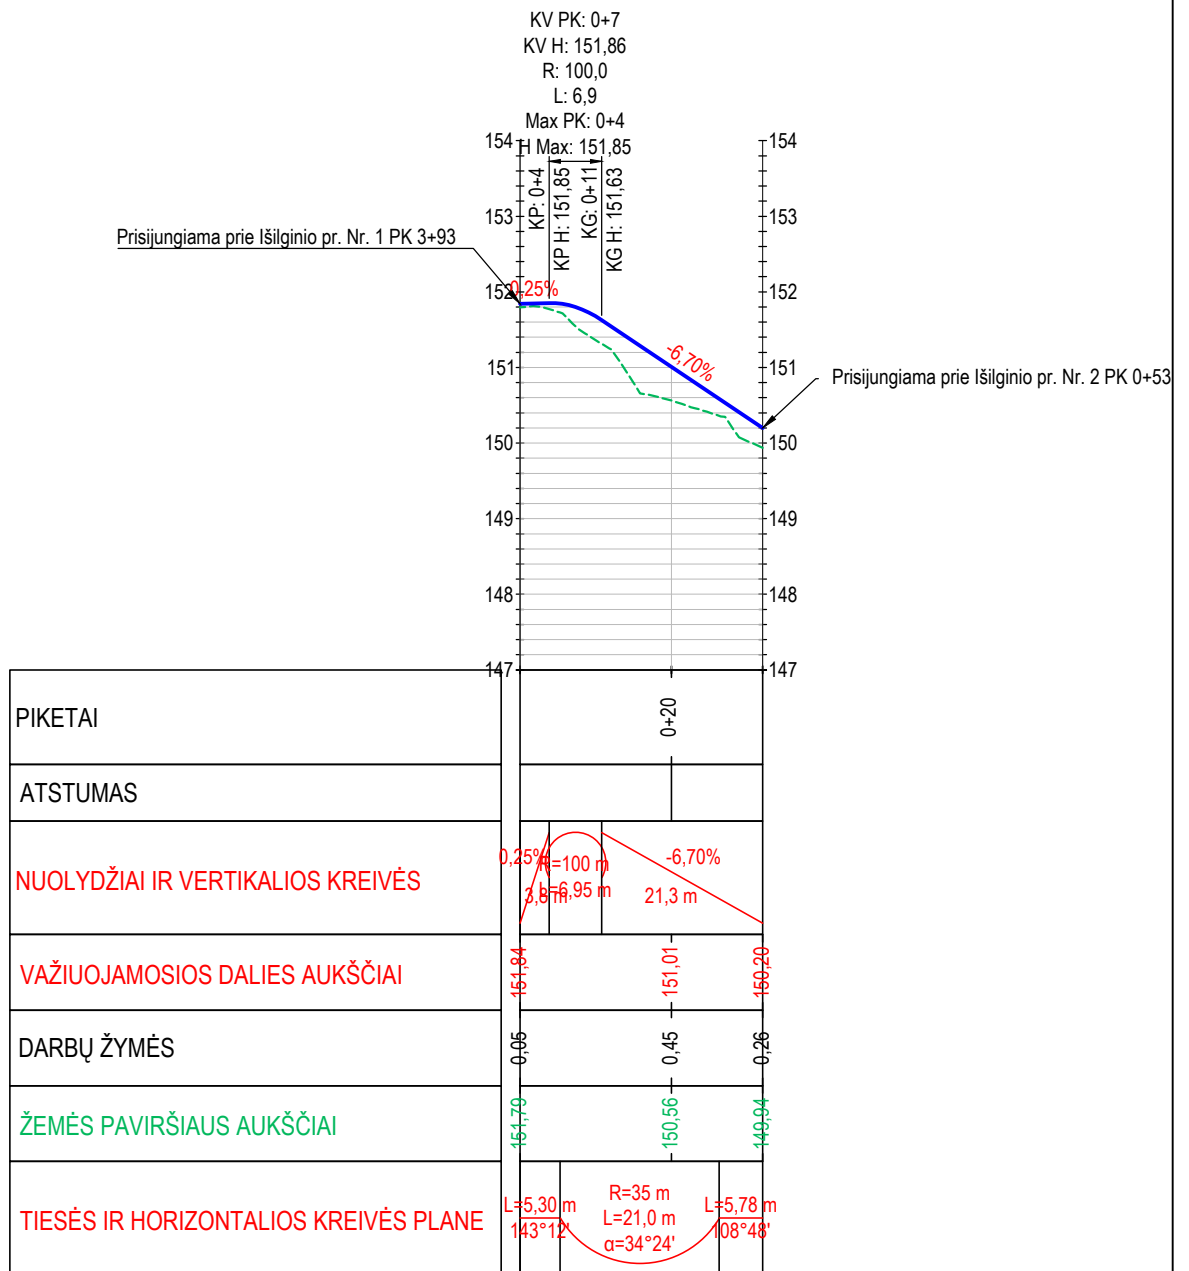 KV PK: 0+7
KV H: 151,86
R: 100,0
L: 6,9
Max PK: 0+4
H Max: 151,85
154
154
KP: 0+4
KP H: 151,85
KG: 0+11
KG H: 151,63
153
153
Prisijungiama prie Išilginio pr. Nr. 1 PK 3+93
152
0,25%
152
-6,70%
151
151
Prisijungiama prie Išilginio pr. Nr. 2 PK 0+53
150
150
149
149
148
148
147
147
PIKETAI
0+20
ATSTUMAS
NUOLYDŽIAI IR VERTIKALIOS KREIVĖS
0,25%
3,8 m
R=100 m
L=6,95 m
-6,70%
21,3 m
VAŽIUOJAMOSIOS DALIES AUKŠČIAI
151,84
151,01
150,20
DARBŲ ŽYMĖS
0,05
0,45
0,26
ŽEMĖS PAVIRŠIAUS AUKŠČIAI
151,79
150,56
149,94
TIESĖS IR HORIZONTALIOS KREIVĖS PLANE
L=5,30 m
143°12'
R=35 m
L=21,0 m
α=34°24'
L=5,78 m
108°48'